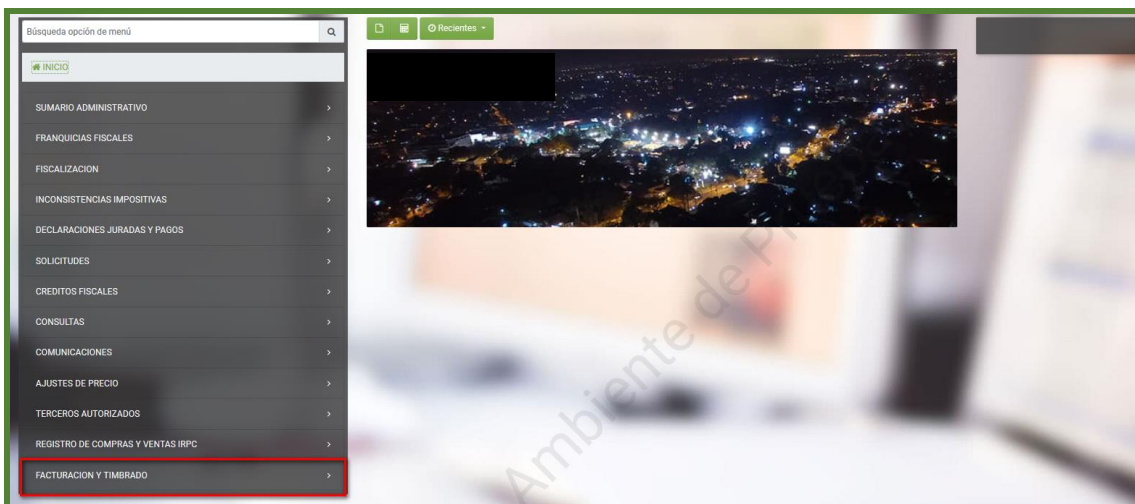 Búsqueda opción de menú
Recientes
INICIO
SUMARIO ADMINISTRATIVO
FRANQUICIAS FISCALES
FISCALIZACION
INCONSISTENCIAS IMPOSITIVAS
DECLARACIONES JURADAS Y PAGOS
SOLICITUDES
CREDITOS FISCALES
CONSULTAS
COMUNICACIONES
AJUSTES DE PRECIO
TERCEROS AUTORIZADOS
REGISTRO DE COMPRAS Y VENTAS IRPC
FACTURACION Y TIMBRADO
Ambiente de